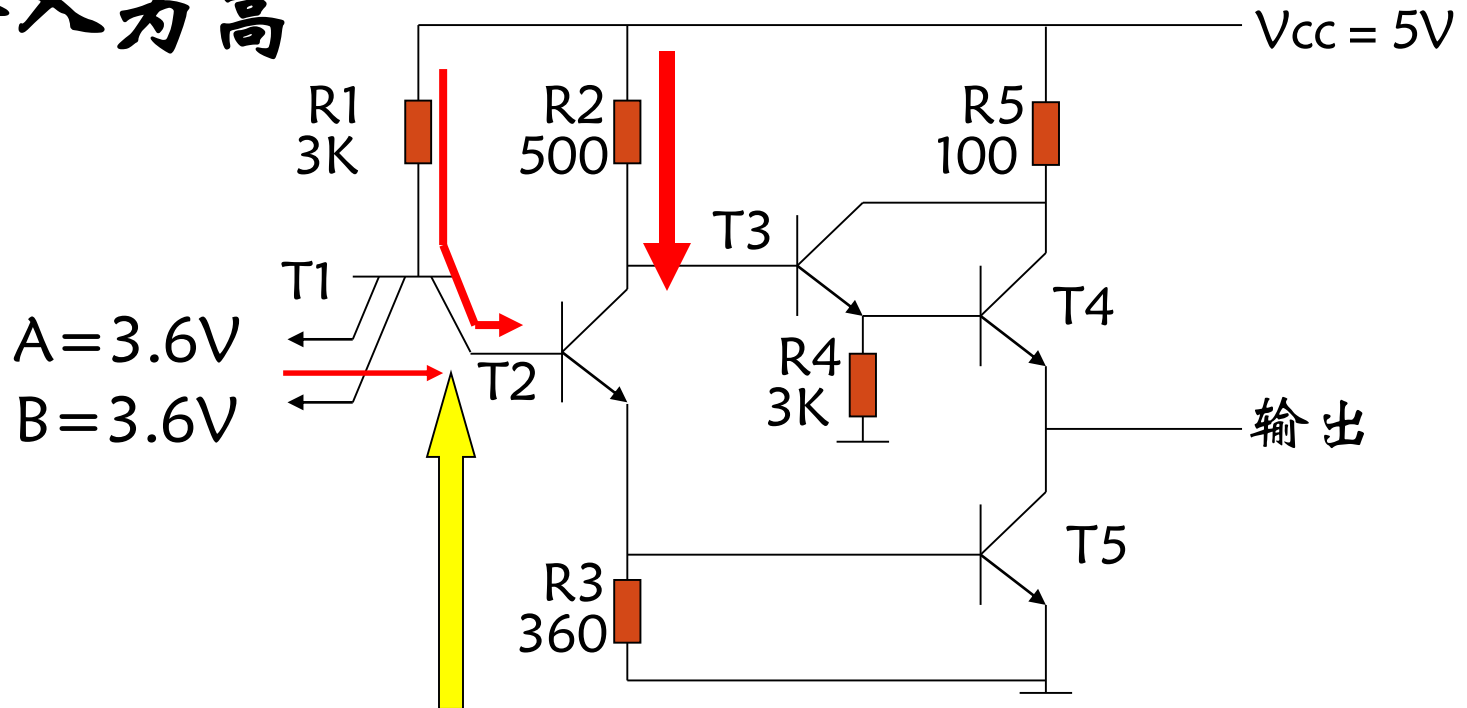 为高
Vcc = 5V
R1
3K
R2
500
R5
100
T3
T1
T4
A=3.6V
R4
3K
T2
B=3.6V
输出
T5
R3
360